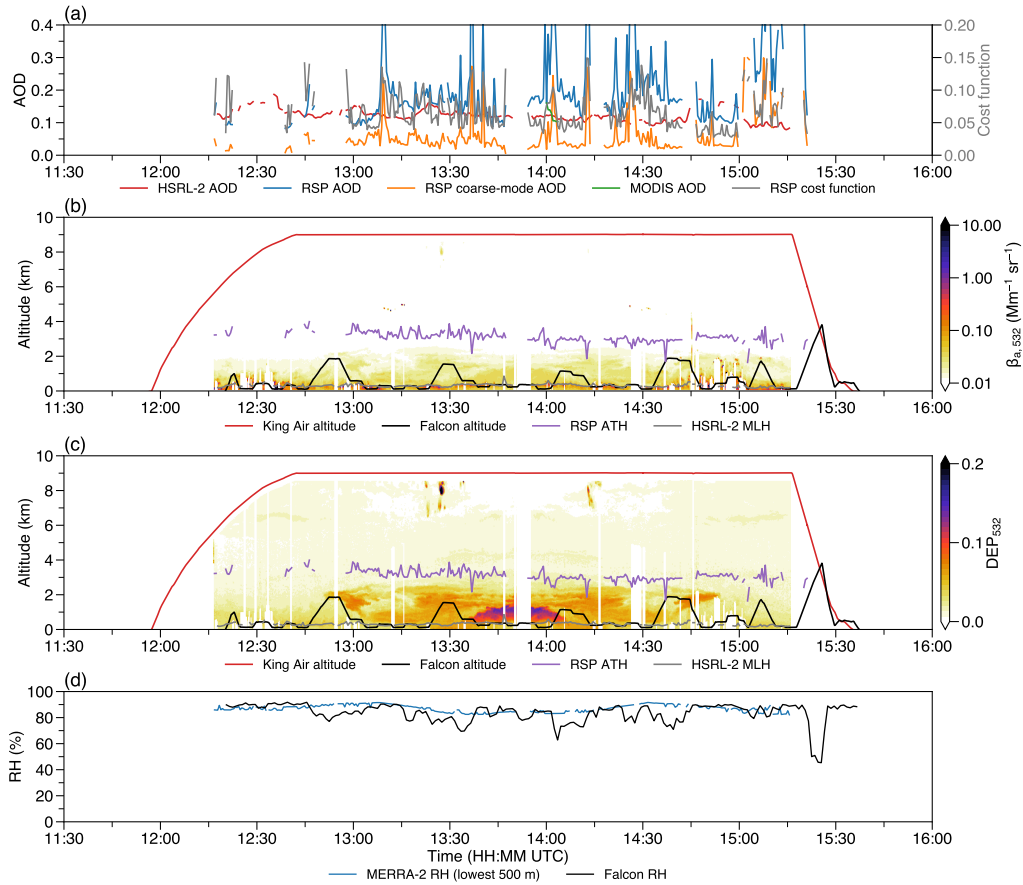 (a)
0.4
0.3
0.2
0.1
0.0
AOD
0.20
0.15
0.10
0.05
0.00
Cost function
11:30 12:00 12:30 13:00 13:30 14:00 14:30 15:00 15:30 16:00
HSRL-2 AOD RSP AOD RSP coarse-mode AOD MODIS AOD RSP cost function
(b)
10
8
6
4
2
0
Altitude (km)
10.00
1.00
0.10
0.01
βa, 532 (Mm−1 sr−1)
11:30 12:00 12:30 13:00 13:30 14:00 14:30 15:00 15:30 16:00
King Air altitude Falcon altitude RSP ATH HSRL-2 MLH
(c)
10
8
6
4
2
0
Altitude (km)
0.2
0.1
0.0
DEP532
11:30 12:00 12:30 13:00 13:30 14:00 14:30 15:00 15:30 16:00
King Air altitude Falcon altitude RSP ATH HSRL-2 MLH
(d)
100
80
60
40
20
0
RH (%)
11:30 12:00 12:30 13:00 13:30 14:00 14:30 15:00 15:30 16:00
Time (HH:MM UTC)
MERRA-2 RH (lowest 500 m) Falcon RH